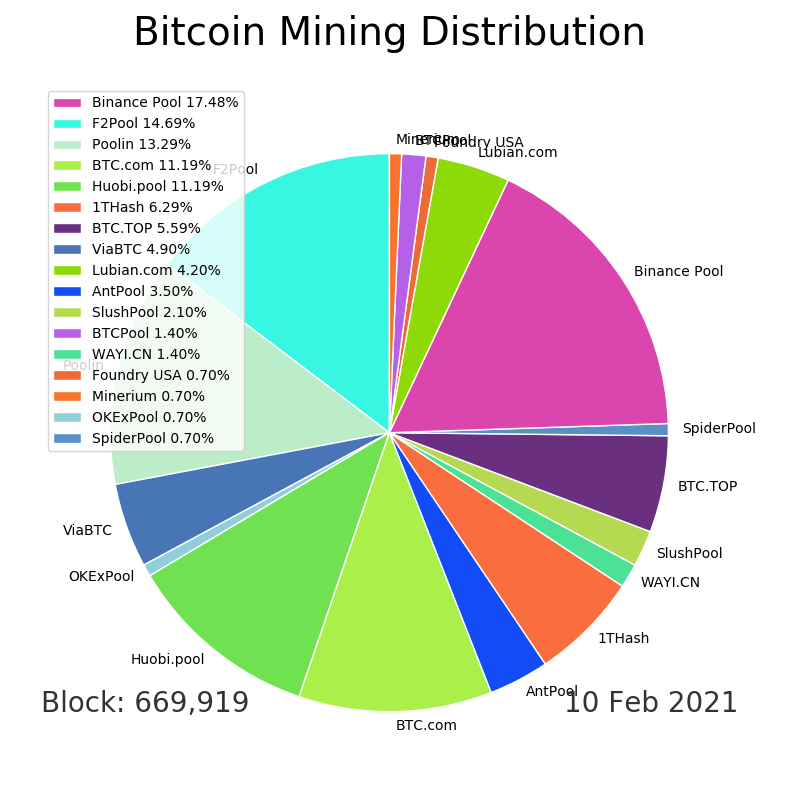 Bitcoin Mining Distribution
Binance Pool 17.48%
F2Pool 14.69%
Poolin 13.29%
BTC.com 11.19%
Huobi.pool 11.19%
1THash 6.29%
BTC.TOP 5.59%
ViaBTC 4.90%
Lubian.com 4.20%
AntPool 3.50%
SlushPool 2.10%
BTCPool 1.40%
WAYI.CN 1.40%
Foundry USA 0.70%
Minerium 0.70%
OKExPool 0.70%
SpiderPool 0.70%
Minerium
BTCPool
Foundry USA
Lubian.com
F2Pool
Binance Pool
Poolin
SpiderPool
BTC.TOP
ViaBTC
SlushPool
OKExPool
WAYI.CN
1THash
Huobi.pool
AntPool
BTC.com
Block: 669,919
10 Feb 2021